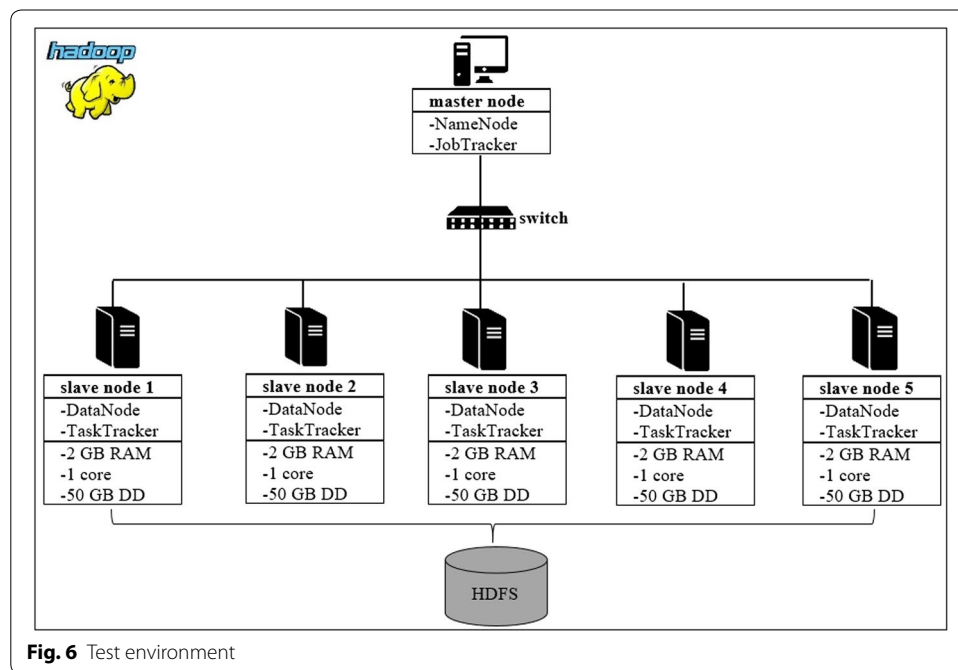 hadoop
master node
-NameNode
-JobTracker
switch
slave node 1
-DataNode
-TaskTracker
-2 GB RAM
-1 core
-50 GB DD
slave node 2
-DataNode
-TaskTracker
-2 GB RAM
-1 core
-50 GB DD
slave node 3
-DataNode
-TaskTracker
-2 GB RAM
-1 core
-50 GB DD
slave node 4
-DataNode
-TaskTracker
-2 GB RAM
-1 core
-50 GB DD
slave node 5
-DataNode
-TaskTracker
-2 GB RAM
-1 core
-50 GB DD
HDFS
Fig. 6 Test environment